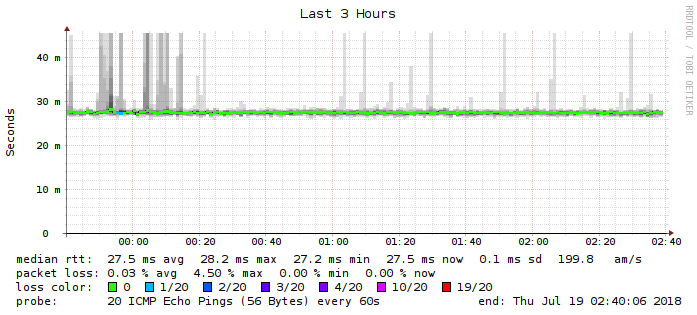 Last 3 Hours
RRDTOOL / TOBI OETIKER
Seconds
40 m
30 m
20 m
10 m
0
00:00 00:20 00:40 01:00 01:20 01:40 02:00 02:20 02:40
median rtt: 27.5 ms avg 28.2 ms max 27.2 ms min 27.5 ms now 0.1 ms sd 199.8 am/s
packet loss: 0.03 % avg 4.50 % max 0.00 % min 0.00 % now
loss color: 0 1/20 2/20 3/20 4/20 10/20 19/20
probe: 20 ICMP Echo Pings (56 Bytes) every 60s end: Thu Jul 19 02:40:06 2018